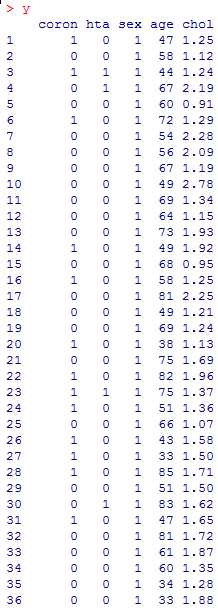 > y
coron hta sex age chol
1 1 0 1 47 1.25
2 0 0 1 58 1.12
3 1 1 1 44 1.24
4 0 1 1 67 2.19
5 0 0 1 60 0.91
6 1 0 1 72 1.29
7 0 0 1 54 2.28
8 0 0 1 56 2.09
9 0 0 1 67 1.19
10 0 0 1 49 2.78
11 0 0 1 69 1.34
12 0 0 1 64 1.15
13 0 0 1 73 1.93
14 1 0 1 49 1.92
15 0 0 1 68 0.95
16 1 0 1 58 1.25
17 0 0 1 81 2.25
18 0 0 1 49 1.21
19 0 0 1 69 1.24
20 1 0 1 38 1.13
21 0 0 1 75 1.69
22 1 0 1 82 1.96
23 1 1 1 75 1.37
24 1 0 1 51 1.36
25 0 0 1 66 1.07
26 1 0 1 43 1.58
27 1 0 1 33 1.50
28 1 0 1 85 1.71
29 0 0 1 51 1.50
30 0 1 1 83 1.62
31 1 0 1 47 1.65
32 0 0 1 81 1.72
33 0 0 1 61 1.87
34 0 0 1 60 1.35
35 0 0 1 34 1.28
36 0 0 1 33 1.88